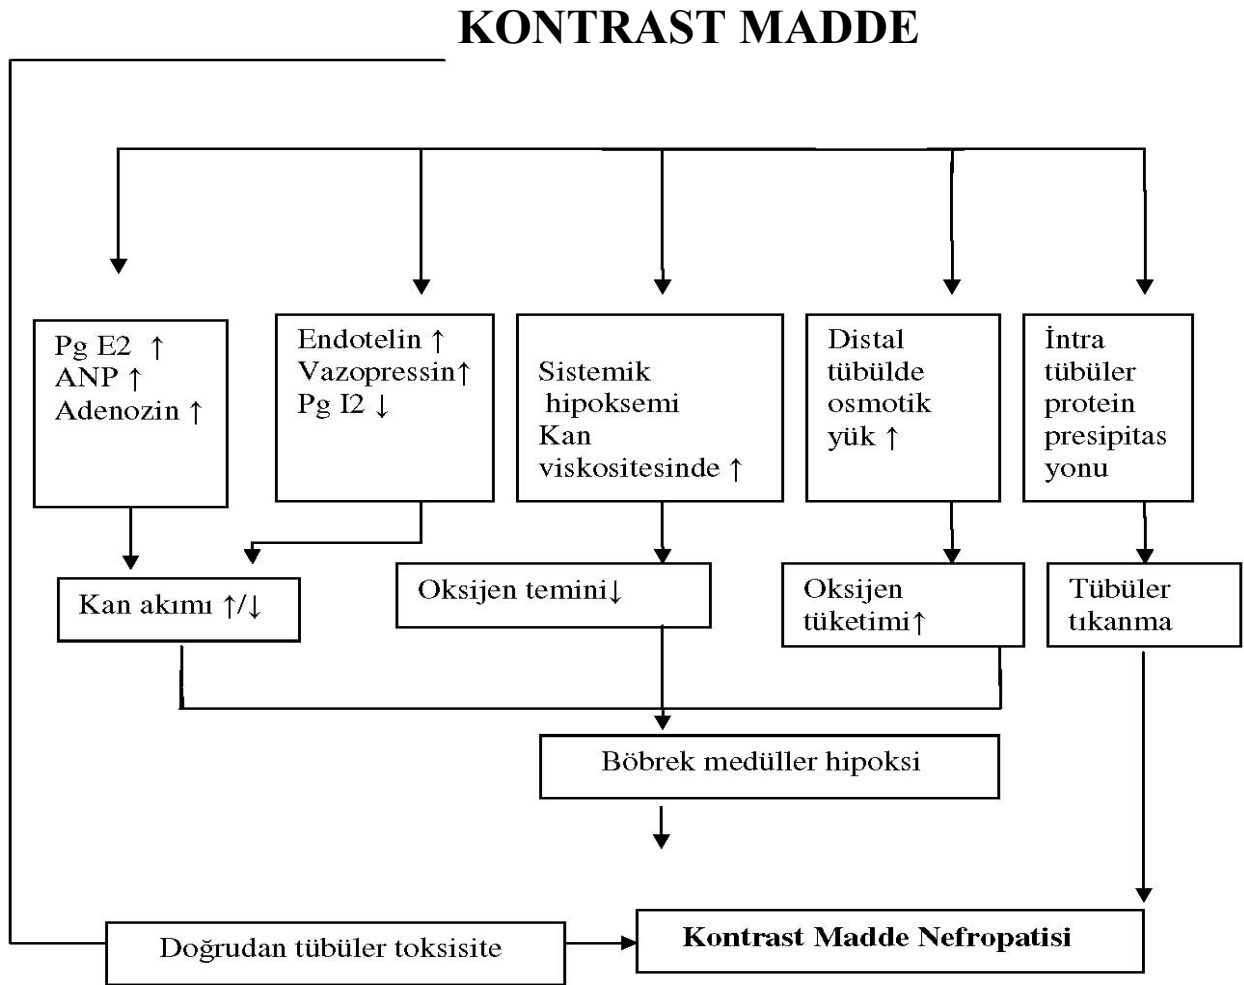 KONTRAST MADDE
Pg E2 ↑
ANP ↑
Adenozin ↑
Endotelin ↑
Vazopressin↑
Pg I2 ↓
Sistemik
hipoksemi
Kan
viskositesinde ↑
Distal
tübülde
osmotik
yük ↑
İntra
tübüler
protein
presipitas
yonu
Kan akımı ↑/↓
Oksijen temini↓
Oksijen
tüketimi↑
Tübüler
tıkanma
Böbrek medüller hipoksi
Doğrudan tübüler toksisite
Kontrast Madde Nefropatisi